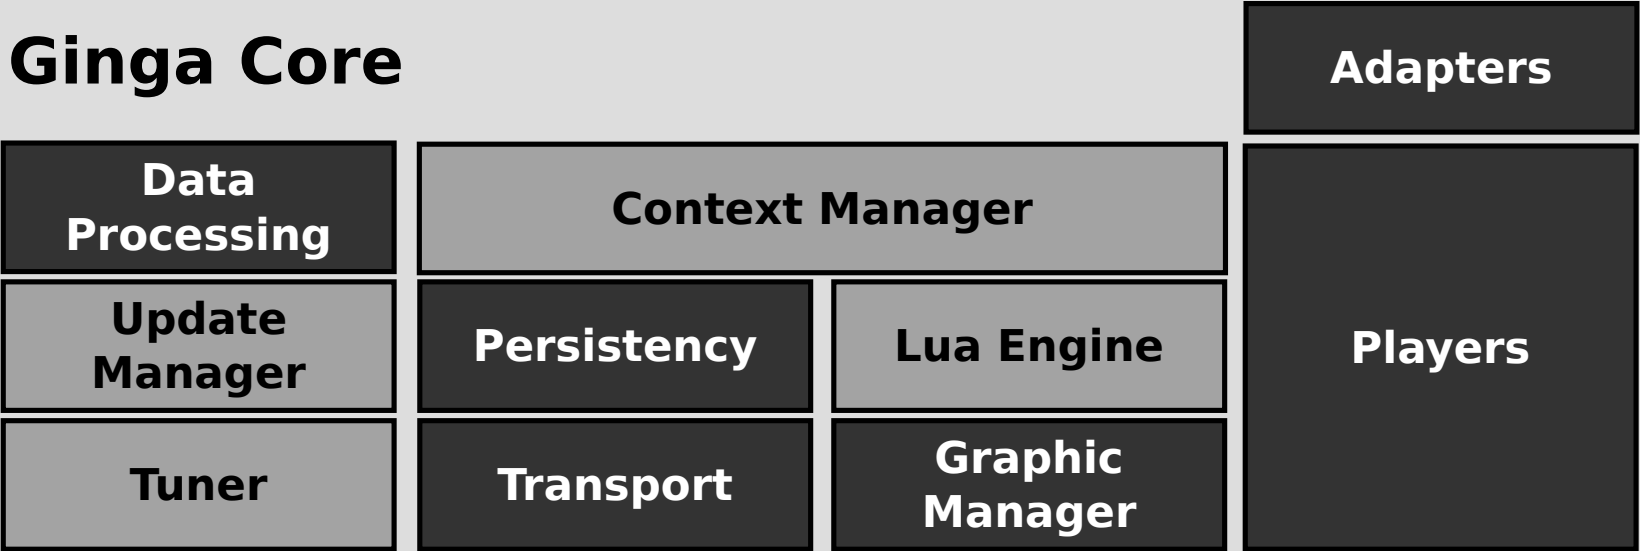 Ginga Core
Adapters
Data
Processing
Context Manager
Update
Manager
Persistency
Lua Engine
Players
Tuner
Transport
Graphic
Manager